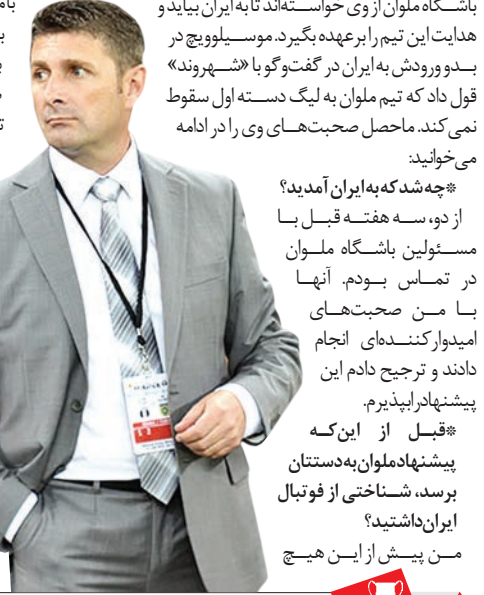 باشگاه ملوان از وی خواسته‌اند تا به ایران بیاید و
هدایت این تیم را بر عهده بگیرد. موسیلوویچ در
بدو ورودش به ایران در گفت‌وگو با «شهروند»
قول داد که تیم ملوان به لیگ دسته اول سقوط
نمی‌کند. ماحصل صحبت‌های وی را در ادامه
می‌خوانید:
*چه شد که به ایران آمدید؟
از دو، سه هفته قبل با
مسئولین باشگاه ملوان
در تماس بودم. آنها
با من صحبت‌های
امیدوارکننده‌ای انجام
دادند و ترجیح دادم این
پیشنهاد را بپذیرم.
*قبل از این‌که
پیشنهاد ملوان به دستتان
برسد، شناختی از فوتبال
ایران داشتید؟
من پیش از این هیچ